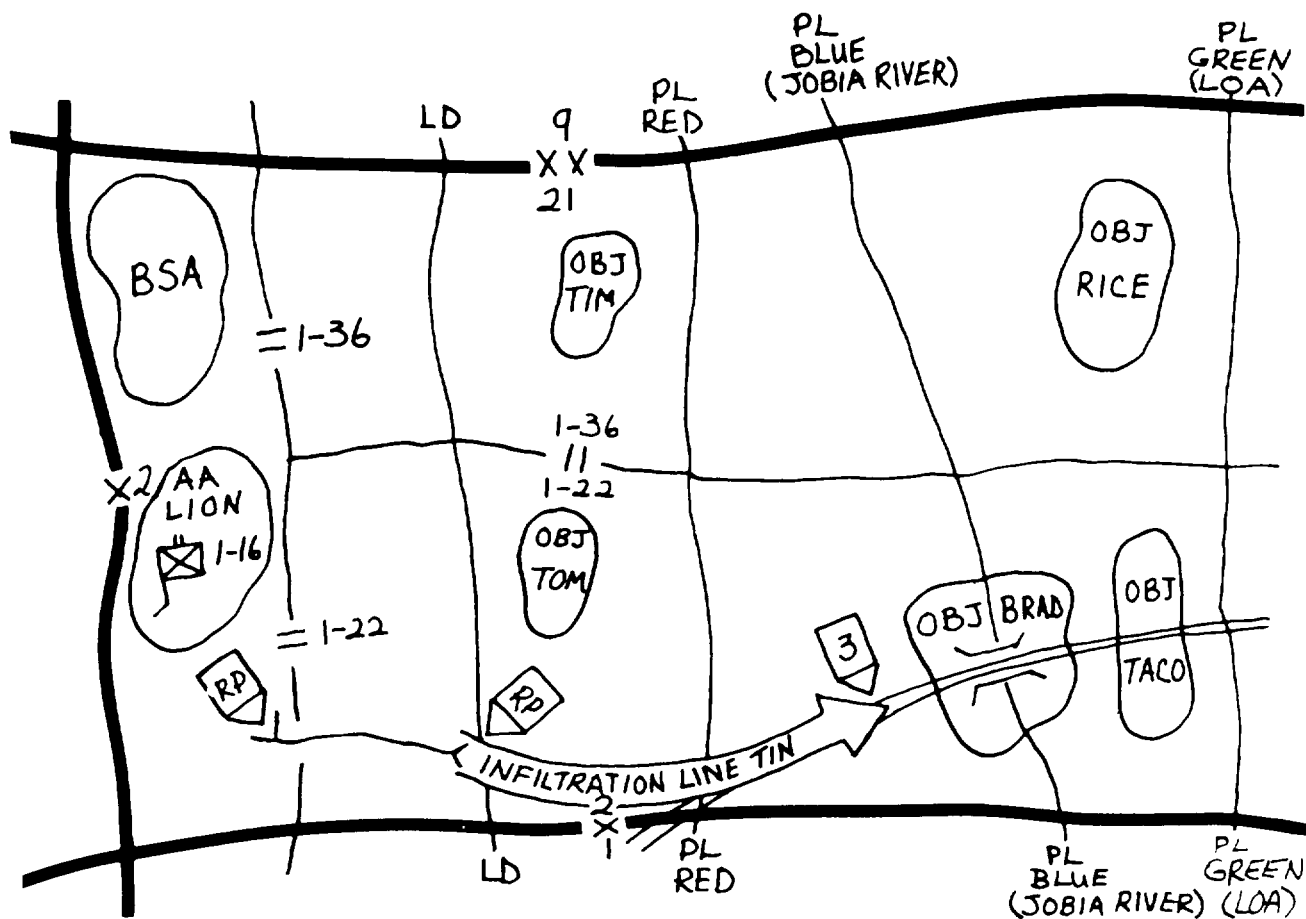 PL
BLUE
(JOBIA RIVER)
PL
GREEN
(LOA)
LD
9
XX
21
PL
RED
BSA
OBJ
TIM
OBJ
RICE
1-36
1-36
1-22
X
2
AA
LION
1-16
OBJ
TOM
1-22
OBJ BRAD
OBJ
TACO
RP
RP
3
INFILTRATION LINE TIN
2
X
1
LD
PL
RED
PL
BLUE
(JOBIA RIVER)
PL
GREEN
(LOA)